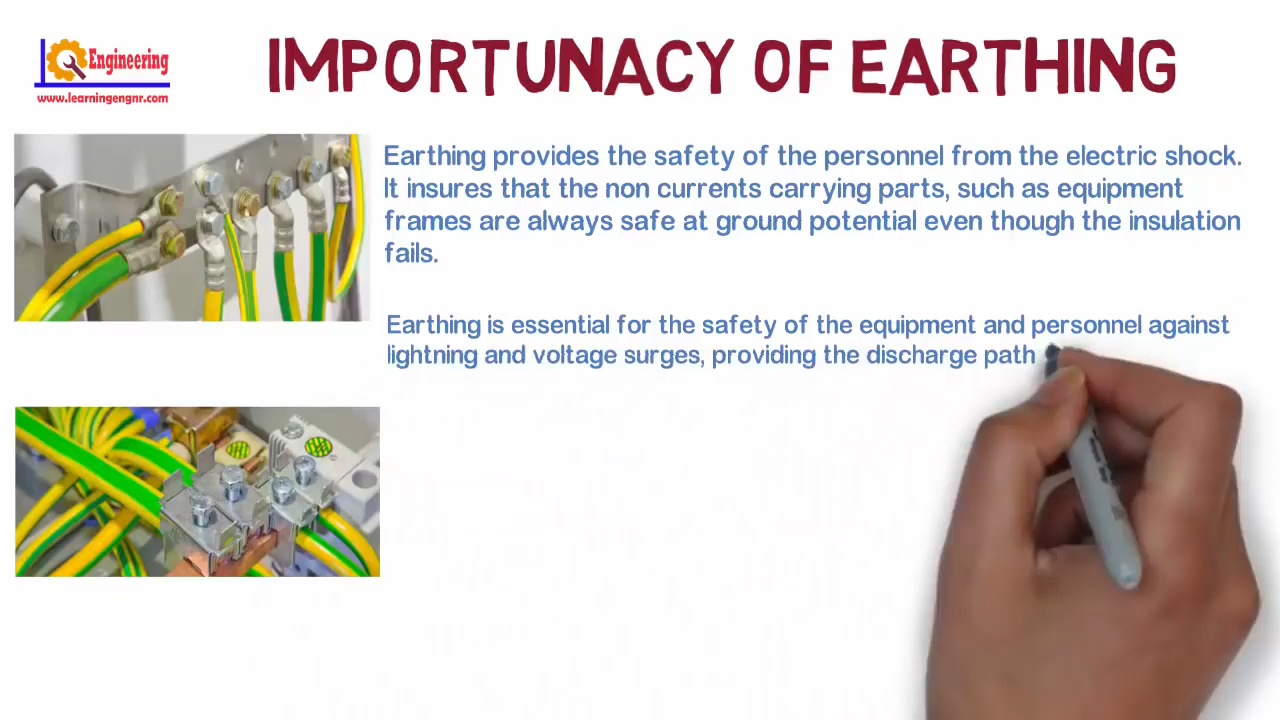 Engineering
www.learningengnr.com
IMPORTUNACY OF EARTHING
Earthing provides the safety of the personnel from the electric shock.
It insures that the non currents carrying parts, such as equipment
frames are always safe at ground potential even though the insulation
fails.
Earthing is essential for the safety of the equipment and personnel against
lightning and voltage surges, providing the discharge path